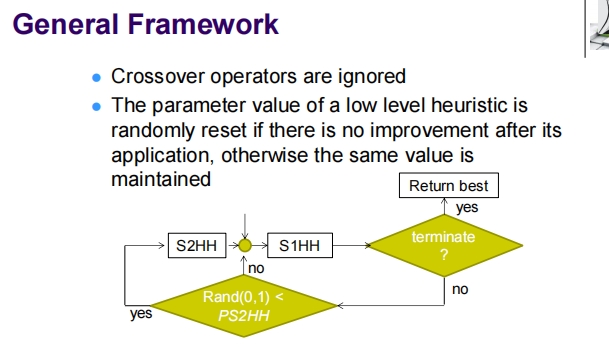 General Framework
Crossover operators are ignored
The parameter value of a low level heuristic is
randomly reset if there is no improvement after its
application, otherwise the same value is
maintained
Return best
yes
S2HH
S1HH
terminate
?
no
no
Rand(0,1) <
PS2HH
yes